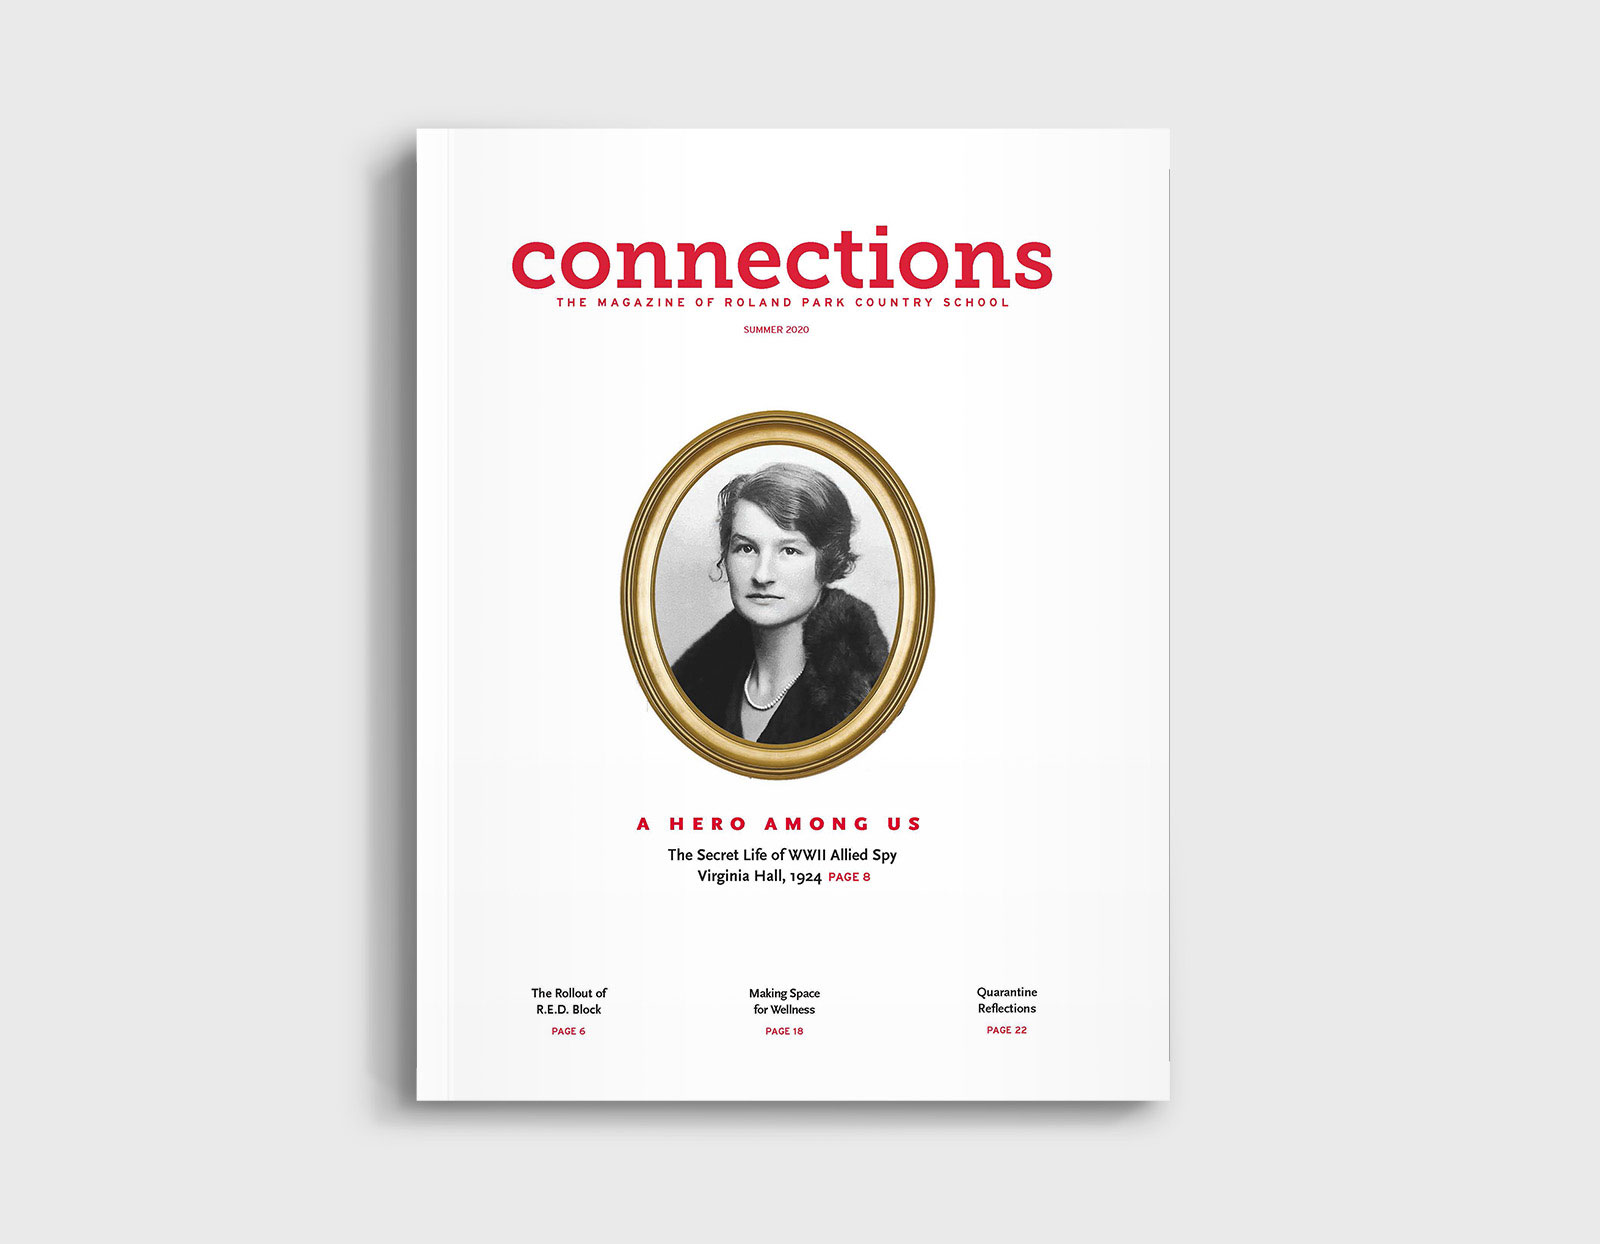 connections
THE MAGAZINE OF ROLAND PARK COUNTRY SCHOOL
SUMMER 2020
A HERO AMONG US
The Secret Life of WWII Allied Spy
Virginia Hall, 1924 PAGE 8
The Rollout of
R.E.D. Block
PAGE 6
Making Space
for Wellness
PAGE 18
Quarantine
Reflections
PAGE 22